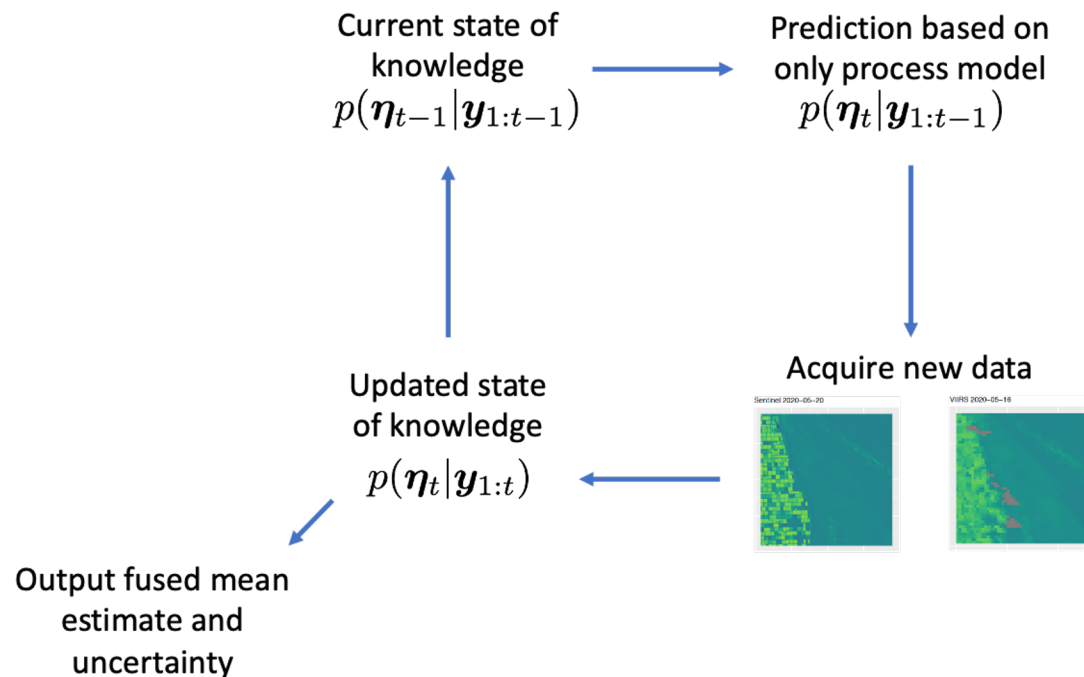 Current state of
knowledge
p(η_{t−1}|y_{1:t−1})
Prediction based on
only process model
p(η_t|y_{1:t−1})
Acquire new data
Sentinel 2020−05−20
VIIRS 2020−05−16
Updated state
of knowledge
p(η_t|y_{1:t})
Output fused mean
estimate and
uncertainty